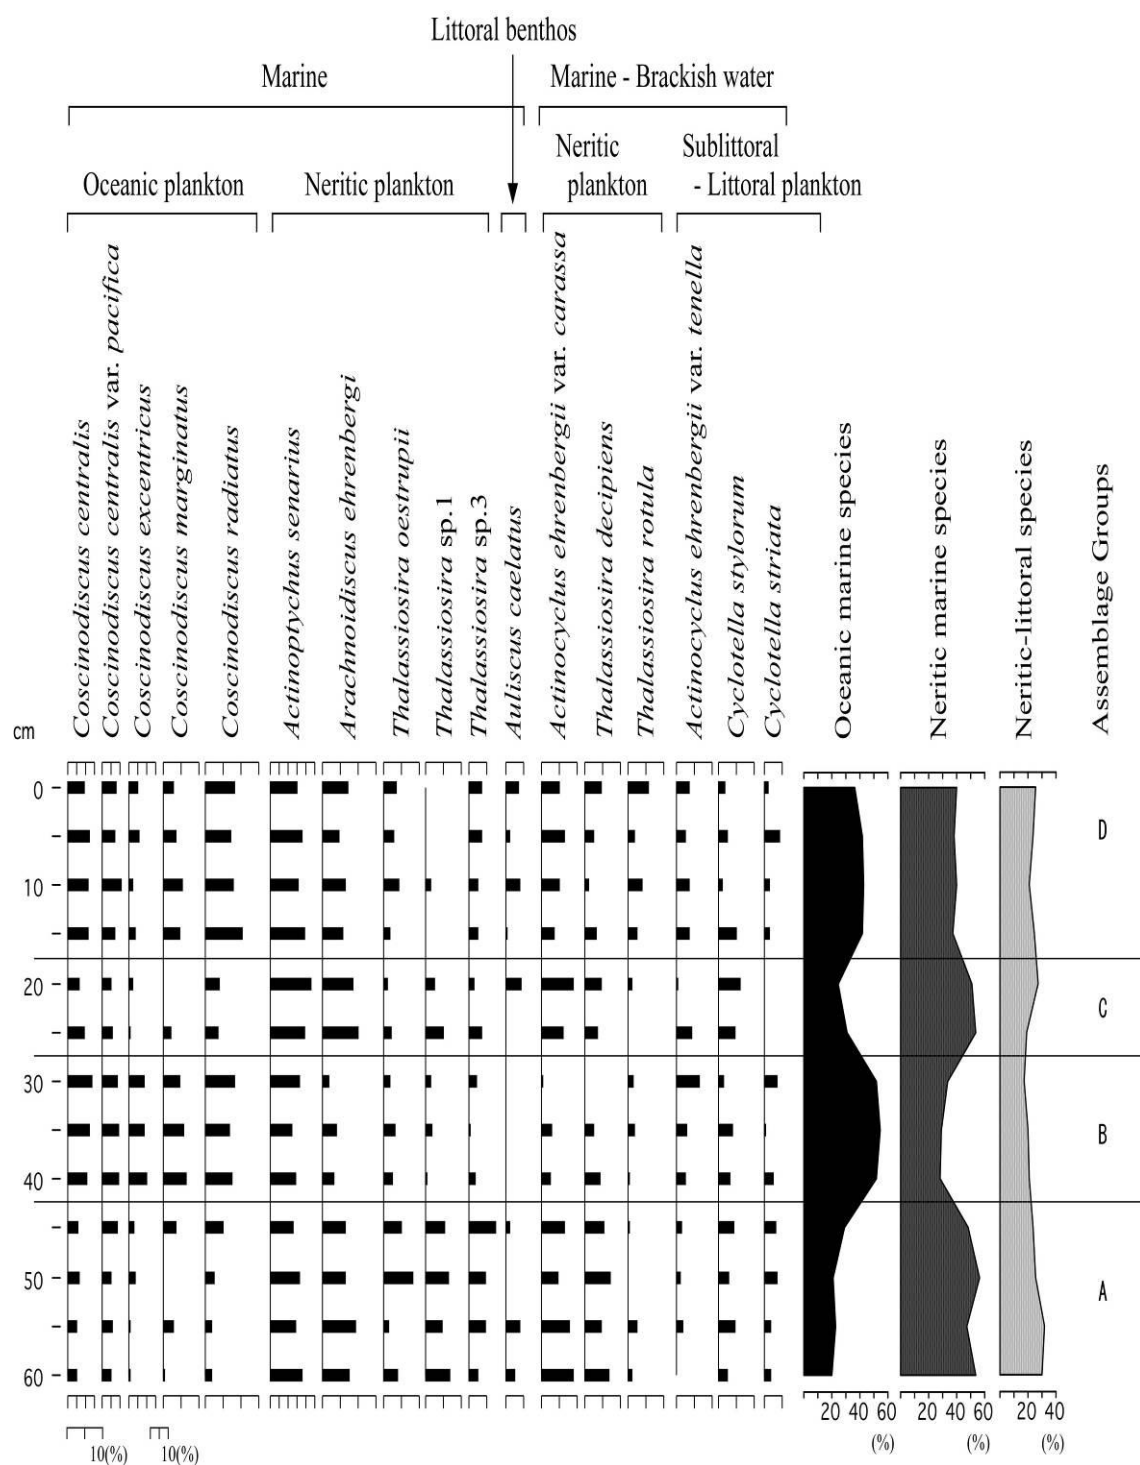 Littoral benthos
Marine
Marine - Brackish water
Neritic
plankton
Sublittoral
- Littoral plankton
Oceanic plankton
Neritic plankton
Coscinodiscus centralis
Coscinodiscus centralis var. pacifica
Coscinodiscus excentricus
Coscinodiscus marginatus
Coscinodiscus radiatus
Actinoptychus senarius
Arachnoidiscus ehrenbergi
Thalassiosira oestrupii
Thalassiosira sp.1
Thalassiosira sp.3
Auliscus caelatus
Actinocyclus ehrenbergii var. carassa
Thalassiosira decipiens
Thalassiosira rotula
Actinocyclus ehrenbergii var. tenella
Cyclotella stylorum
Cyclotella striata
Oceanic marine species
Neritic marine species
Neritic-littoral species
Assemblage Groups
cm
0
D
10
20
C
30
B
40
50
A
60
20 40 60
(%)
20 40 60
(%)
20 40
(%)
10(%)
10(%)